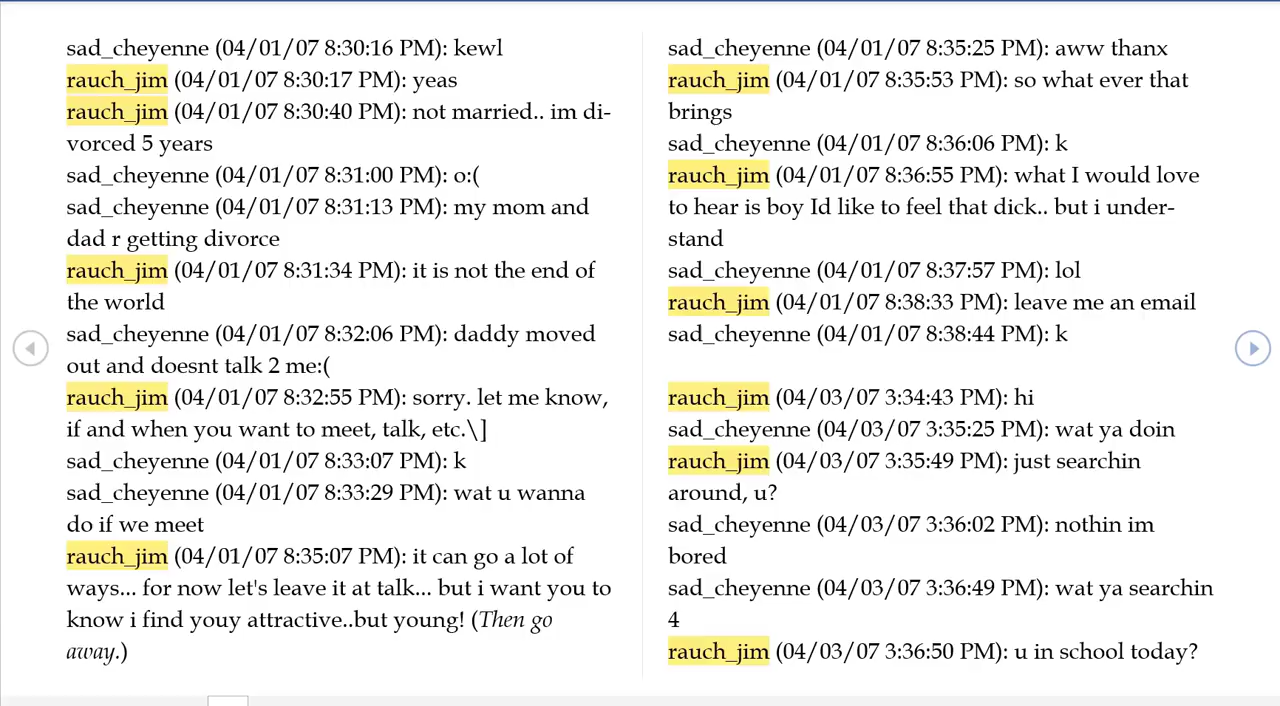 sad_cheyenne (04/01/07 8:30:16 PM): kewl
rauch_jim (04/01/07 8:30:17 PM): yeas
rauch_jim (04/01/07 8:30:40 PM): not married.. im di-
vorced 5 years
sad_cheyenne (04/01/07 8:31:00 PM): o:(
sad_cheyenne (04/01/07 8:31:13 PM): my mom and
dad r getting divorce
rauch_jim (04/01/07 8:31:34 PM): it is not the end of
the world
sad_cheyenne (04/01/07 8:32:06 PM): daddy moved
out and doesnt talk 2 me:(
rauch_jim (04/01/07 8:32:55 PM): sorry. let me know,
if and when you want to meet, talk, etc.\]
sad_cheyenne (04/01/07 8:33:07 PM): k
sad_cheyenne (04/01/07 8:33:29 PM): wat u wanna
do if we meet
rauch_jim (04/01/07 8:35:07 PM): it can go a lot of
ways... for now let's leave it at talk... but i want you to
know i find youy attractive..but young! (Then go
away.)
sad_cheyenne (04/01/07 8:35:25 PM): aww thanx
rauch_jim (04/01/07 8:35:53 PM): so what ever that
brings
sad_cheyenne (04/01/07 8:36:06 PM): k
rauch_jim (04/01/07 8:36:55 PM): what I would love
to hear is boy Id like to feel that dick.. but i under-
stand
sad_cheyenne (04/01/07 8:37:57 PM): lol
rauch_jim (04/01/07 8:38:33 PM): leave me an email
sad_cheyenne (04/01/07 8:38:44 PM): k
rauch_jim (04/03/07 3:34:43 PM): hi
sad_cheyenne (04/03/07 3:35:25 PM): wat ya doin
rauch_jim (04/03/07 3:35:49 PM): just searchin
around, u?
sad_cheyenne (04/03/07 3:36:02 PM): nothin im
bored
sad_cheyenne (04/03/07 3:36:49 PM): wat ya searchin
4
rauch_jim (04/03/07 3:36:50 PM): u in school today?